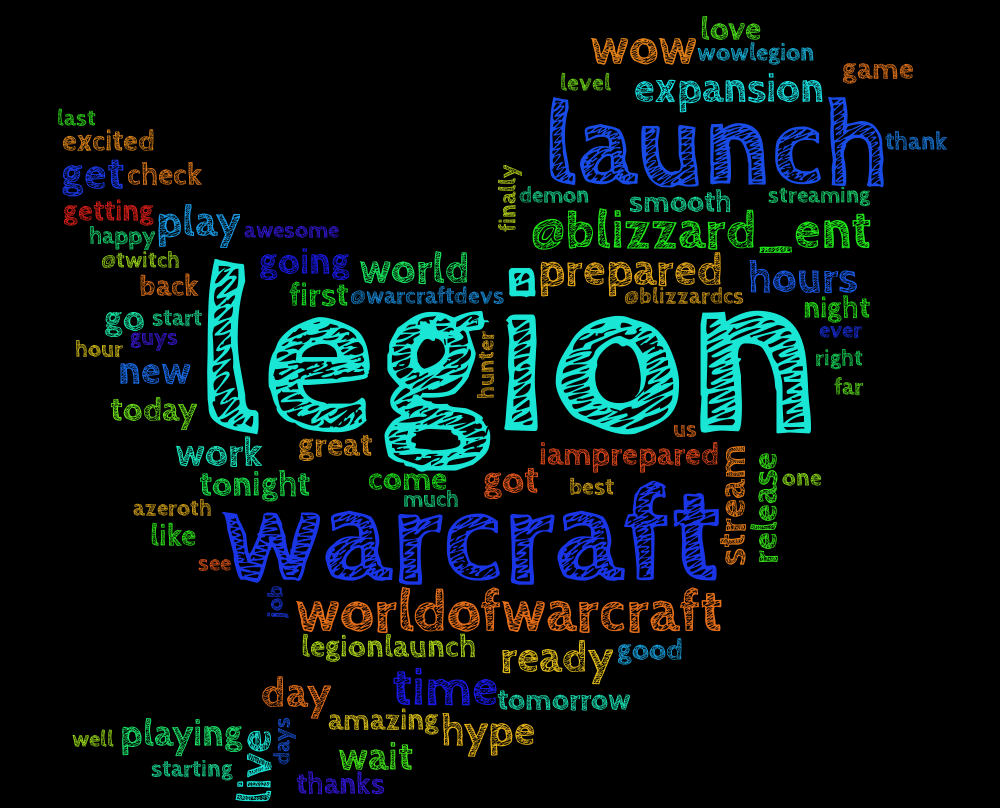 love
wow
wowlegion
game
level
expansion
last
launch
excited
thank
get
check
finally
demon
smooth
streaming
getting
play
awesome
happy
@blizzard_ent
@twitch
going
world
prepared
hours
back
first
@warcraftdevs
@blizzardcs
night
go
start
legion
ever
guys
hour
hunter
right
new
far
today
us
work
great
iamprepared
stream
release
tonight
come
got
best
one
much
azeroth
warcraft
like
see
job
worldofwarcraft
legionlaunch
ready
good
day
time
tomorrow
amazing
hype
well
playing
live
days
wait
starting
thanks